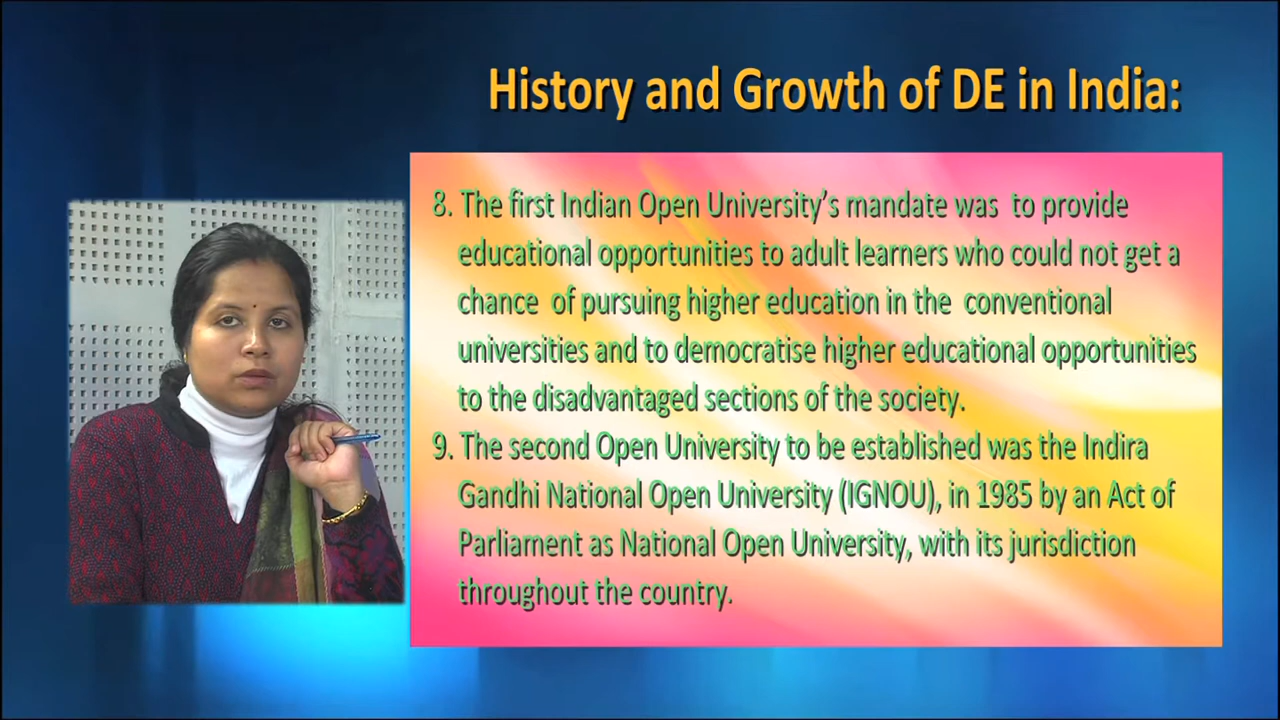 History and Growth of DE in India:
8. The first Indian Open University's mandate was to provide
educational opportunities to adult learners who could not get a
chance of pursuing higher education in the conventional
universities and to democratise higher educational opportunities
to the disadvantaged sections of the society.
9. The second Open University to be established was the Indira
Gandhi National Open University (IGNOU), in 1985 by an Act of
Parliament as National Open University, with its jurisdiction
throughout the country.